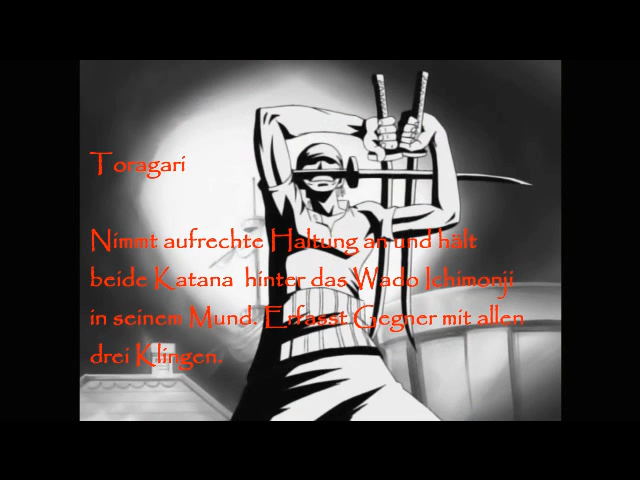 Toragari
Nimmt aufrechte Haltung an und hält
beide Katana hinter das Wado Ichimonji
in seinem Mund. Erfasst Gegner mit allen
drei Klingen.